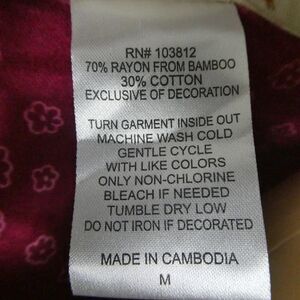 RN# 103812
70% RAYON FROM BAMBOO
30% COTTON
EXCLUSIVE OF DECORATION
TURN GARMENT INSIDE OUT
MACHINE WASH COLD
GENTLE CYCLE
WITH LIKE COLORS
ONLY NON-CHLORINE
BLEACH IF NEEDED
TUMBLE DRY LOW
DO NOT IRON IF DECORATED
MADE IN CAMBODIA
M